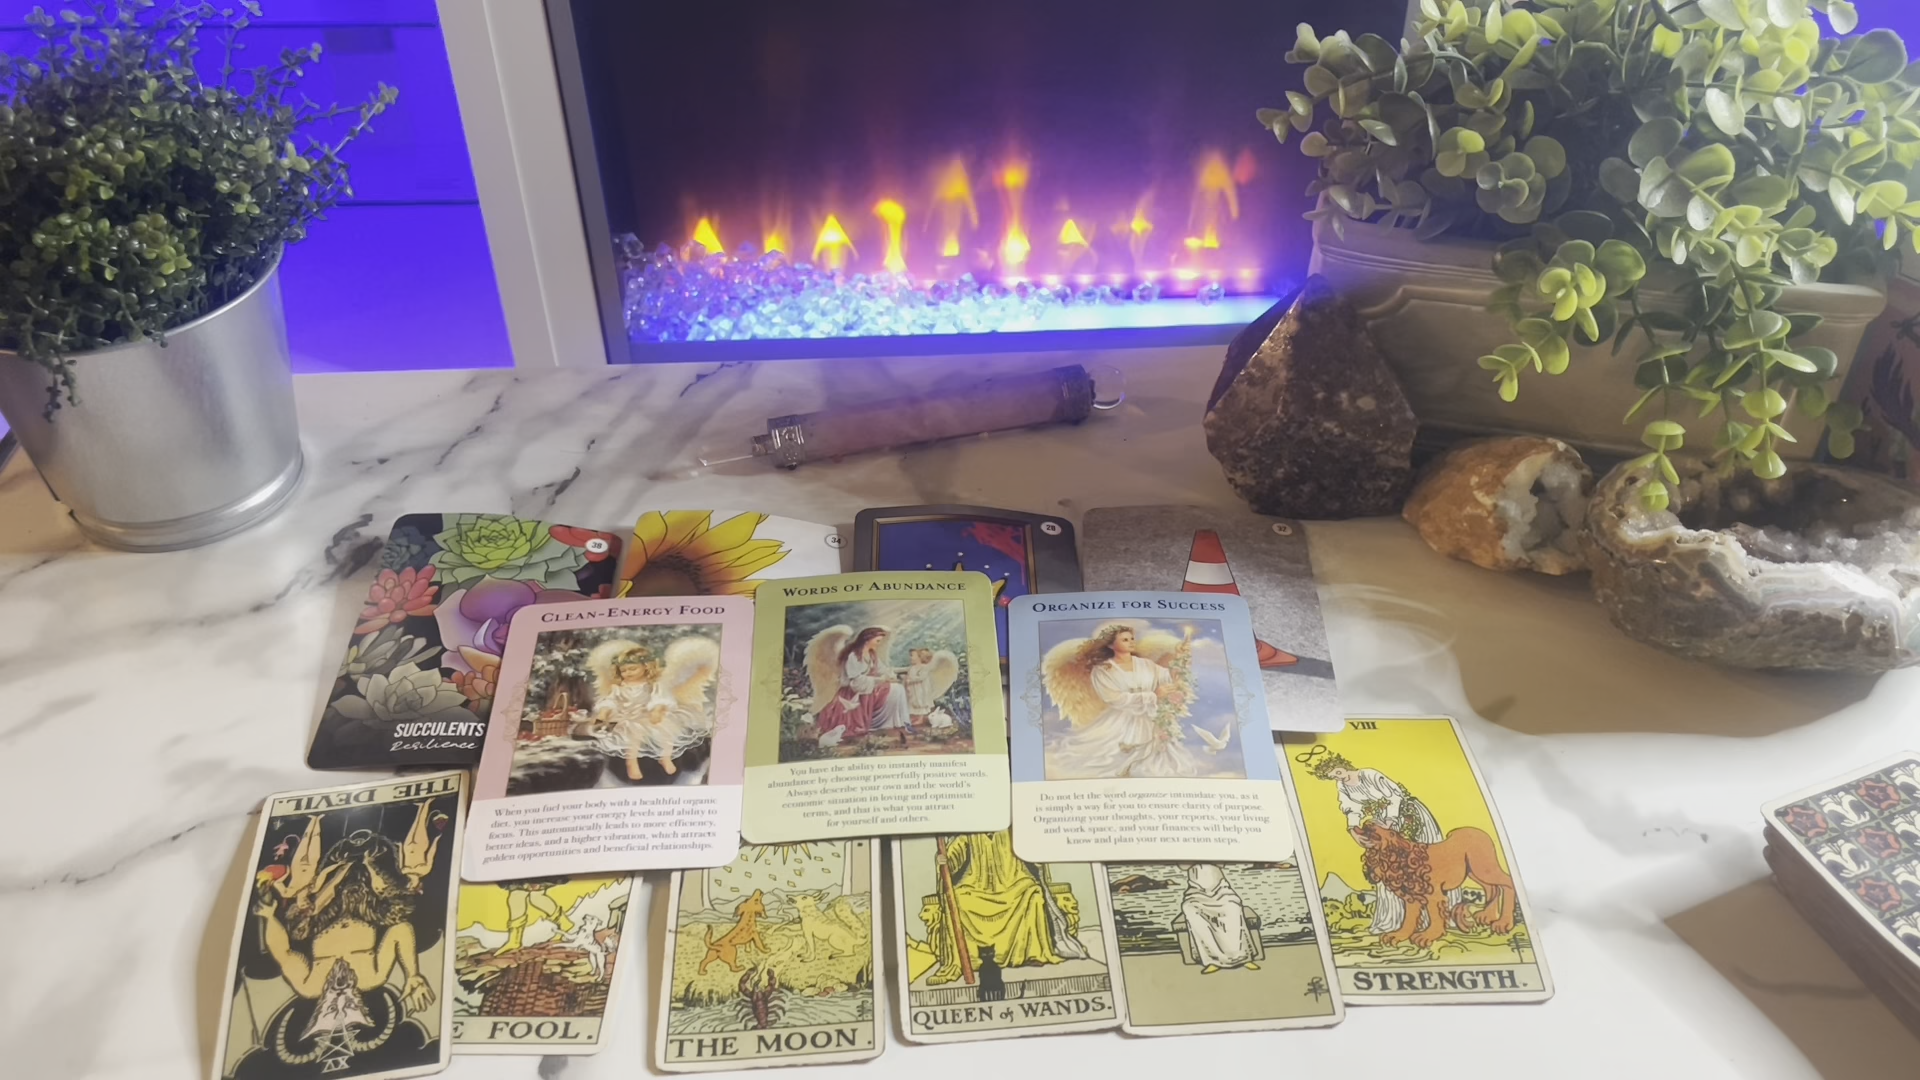 38
34
28
32
SUCCULENTS
Resilience
CLEAN-ENERGY FOOD
When you fuel your body with a healthful organic
diet, you increase your energy levels and ability to
focus. This automatically leads to more efficiency,
better ideas, and a higher vibration, which attracts
golden opportunities and beneficial relationships.
WORDS OF ABUNDANCE
You have the ability to instantly manifest
abundance by choosing powerfully positive words.
Always describe your own and the world's
economic situation in loving and optimistic
terms, and that is what you attract
for yourself and others.
ORGANIZE FOR SUCCESS
Do not let the word organize intimidate you, as it
is simply a way for you to ensure clarity of purpose.
Organizing your thoughts, your reports, your living
and work space, and your finances will help you
know and plan your next action steps.
THE DEVIL.
XV
E FOOL.
THE MOON.
QUEEN of WANDS.
VIII
STRENGTH.